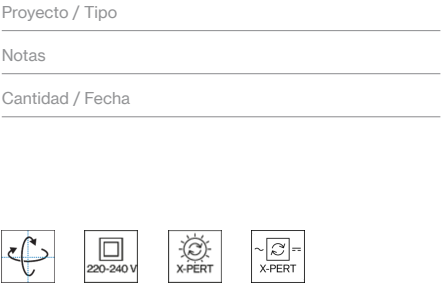 Proyecto / Tipo
Notas
Cantidad / Fecha
220-240 V
X-PERT
X-PERT